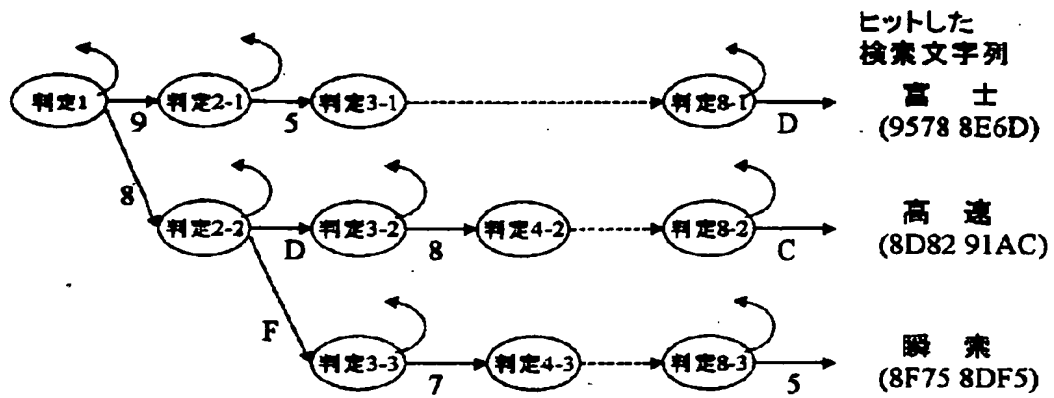 ヒットした
検索文字列
判定1
9
判定2-1
5
判定3-1
判定8-1
D
富 士
(9578 8E6D)
8
判定2-2
D
判定3-2
8
判定4-2
判定8-2
C
高 速
(8D82 91AC)
F
判定3-3
7
判定4-3
判定8-3
5
瞬 索
(8F75 8DF5)